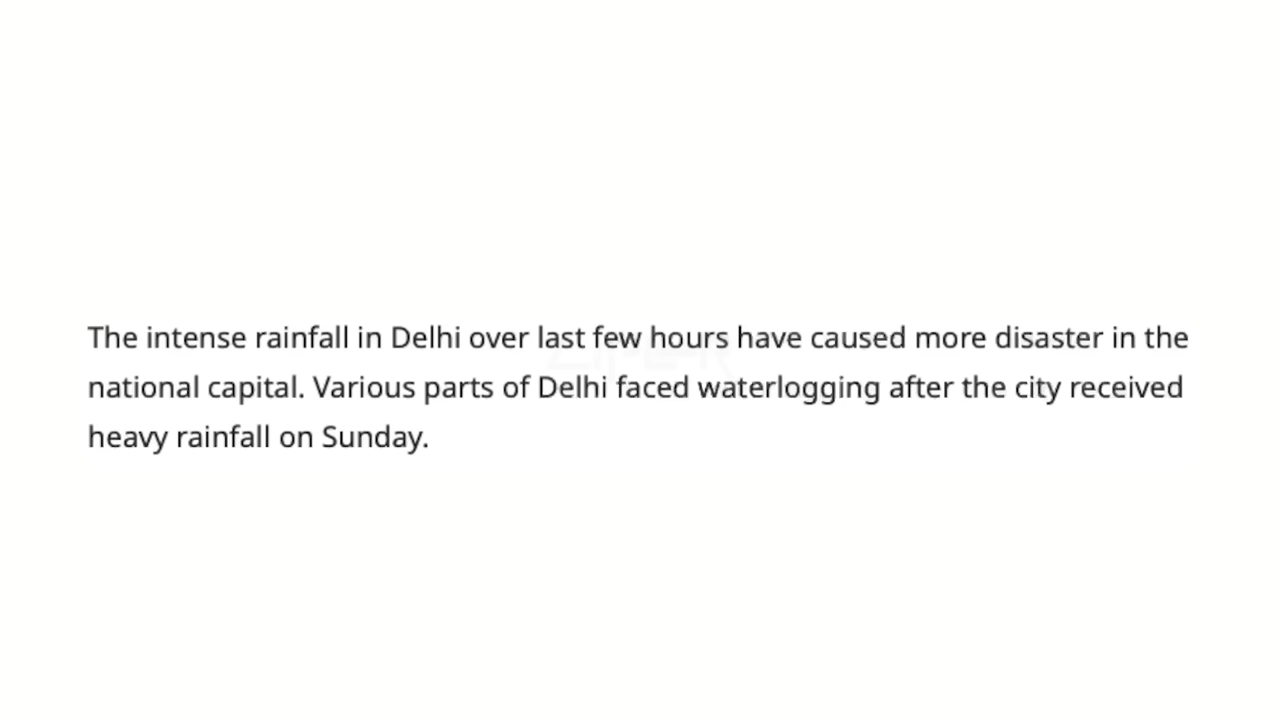 The intense rainfall in Delhi over last few hours have caused more disaster in the
national capital. Various parts of Delhi faced waterlogging after the city received
heavy rainfall on Sunday.